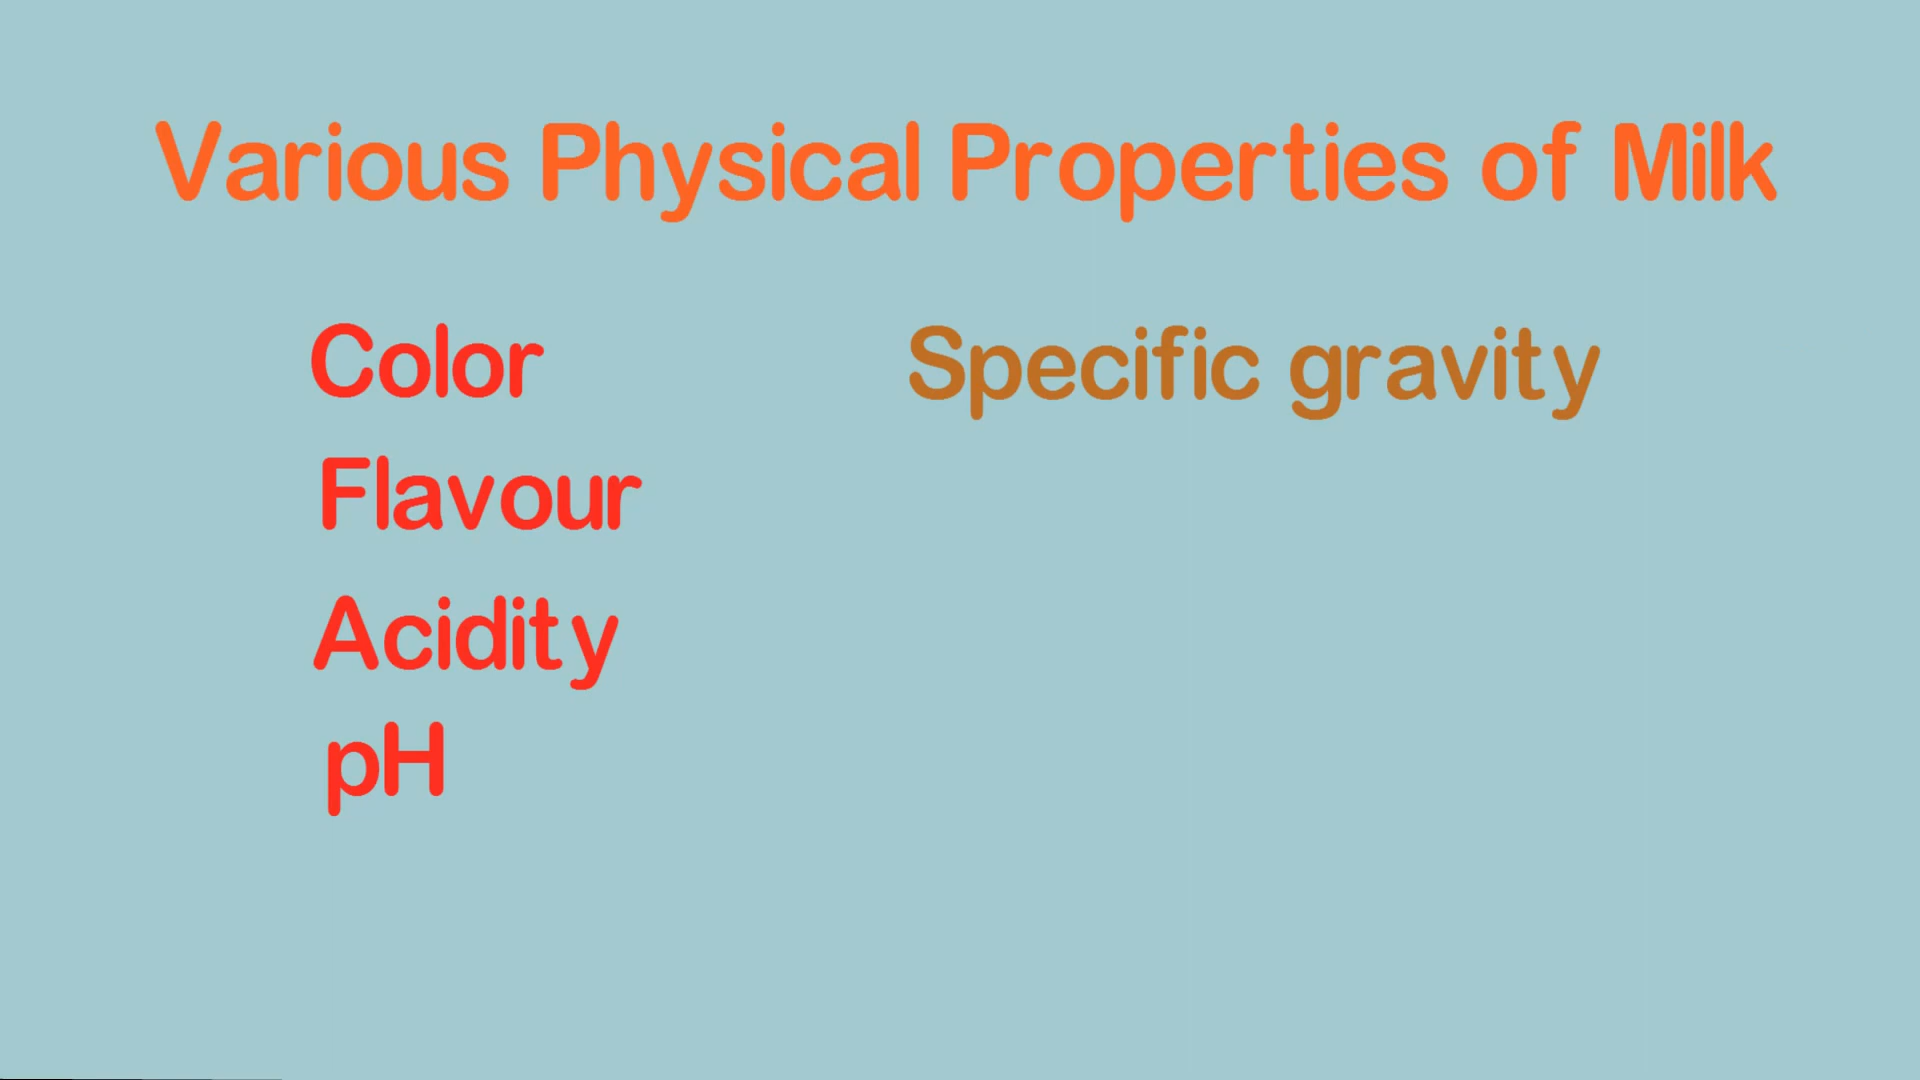 Various Physical Properties of Milk
Color
Flavour
Acidity
pH
Specific gravity